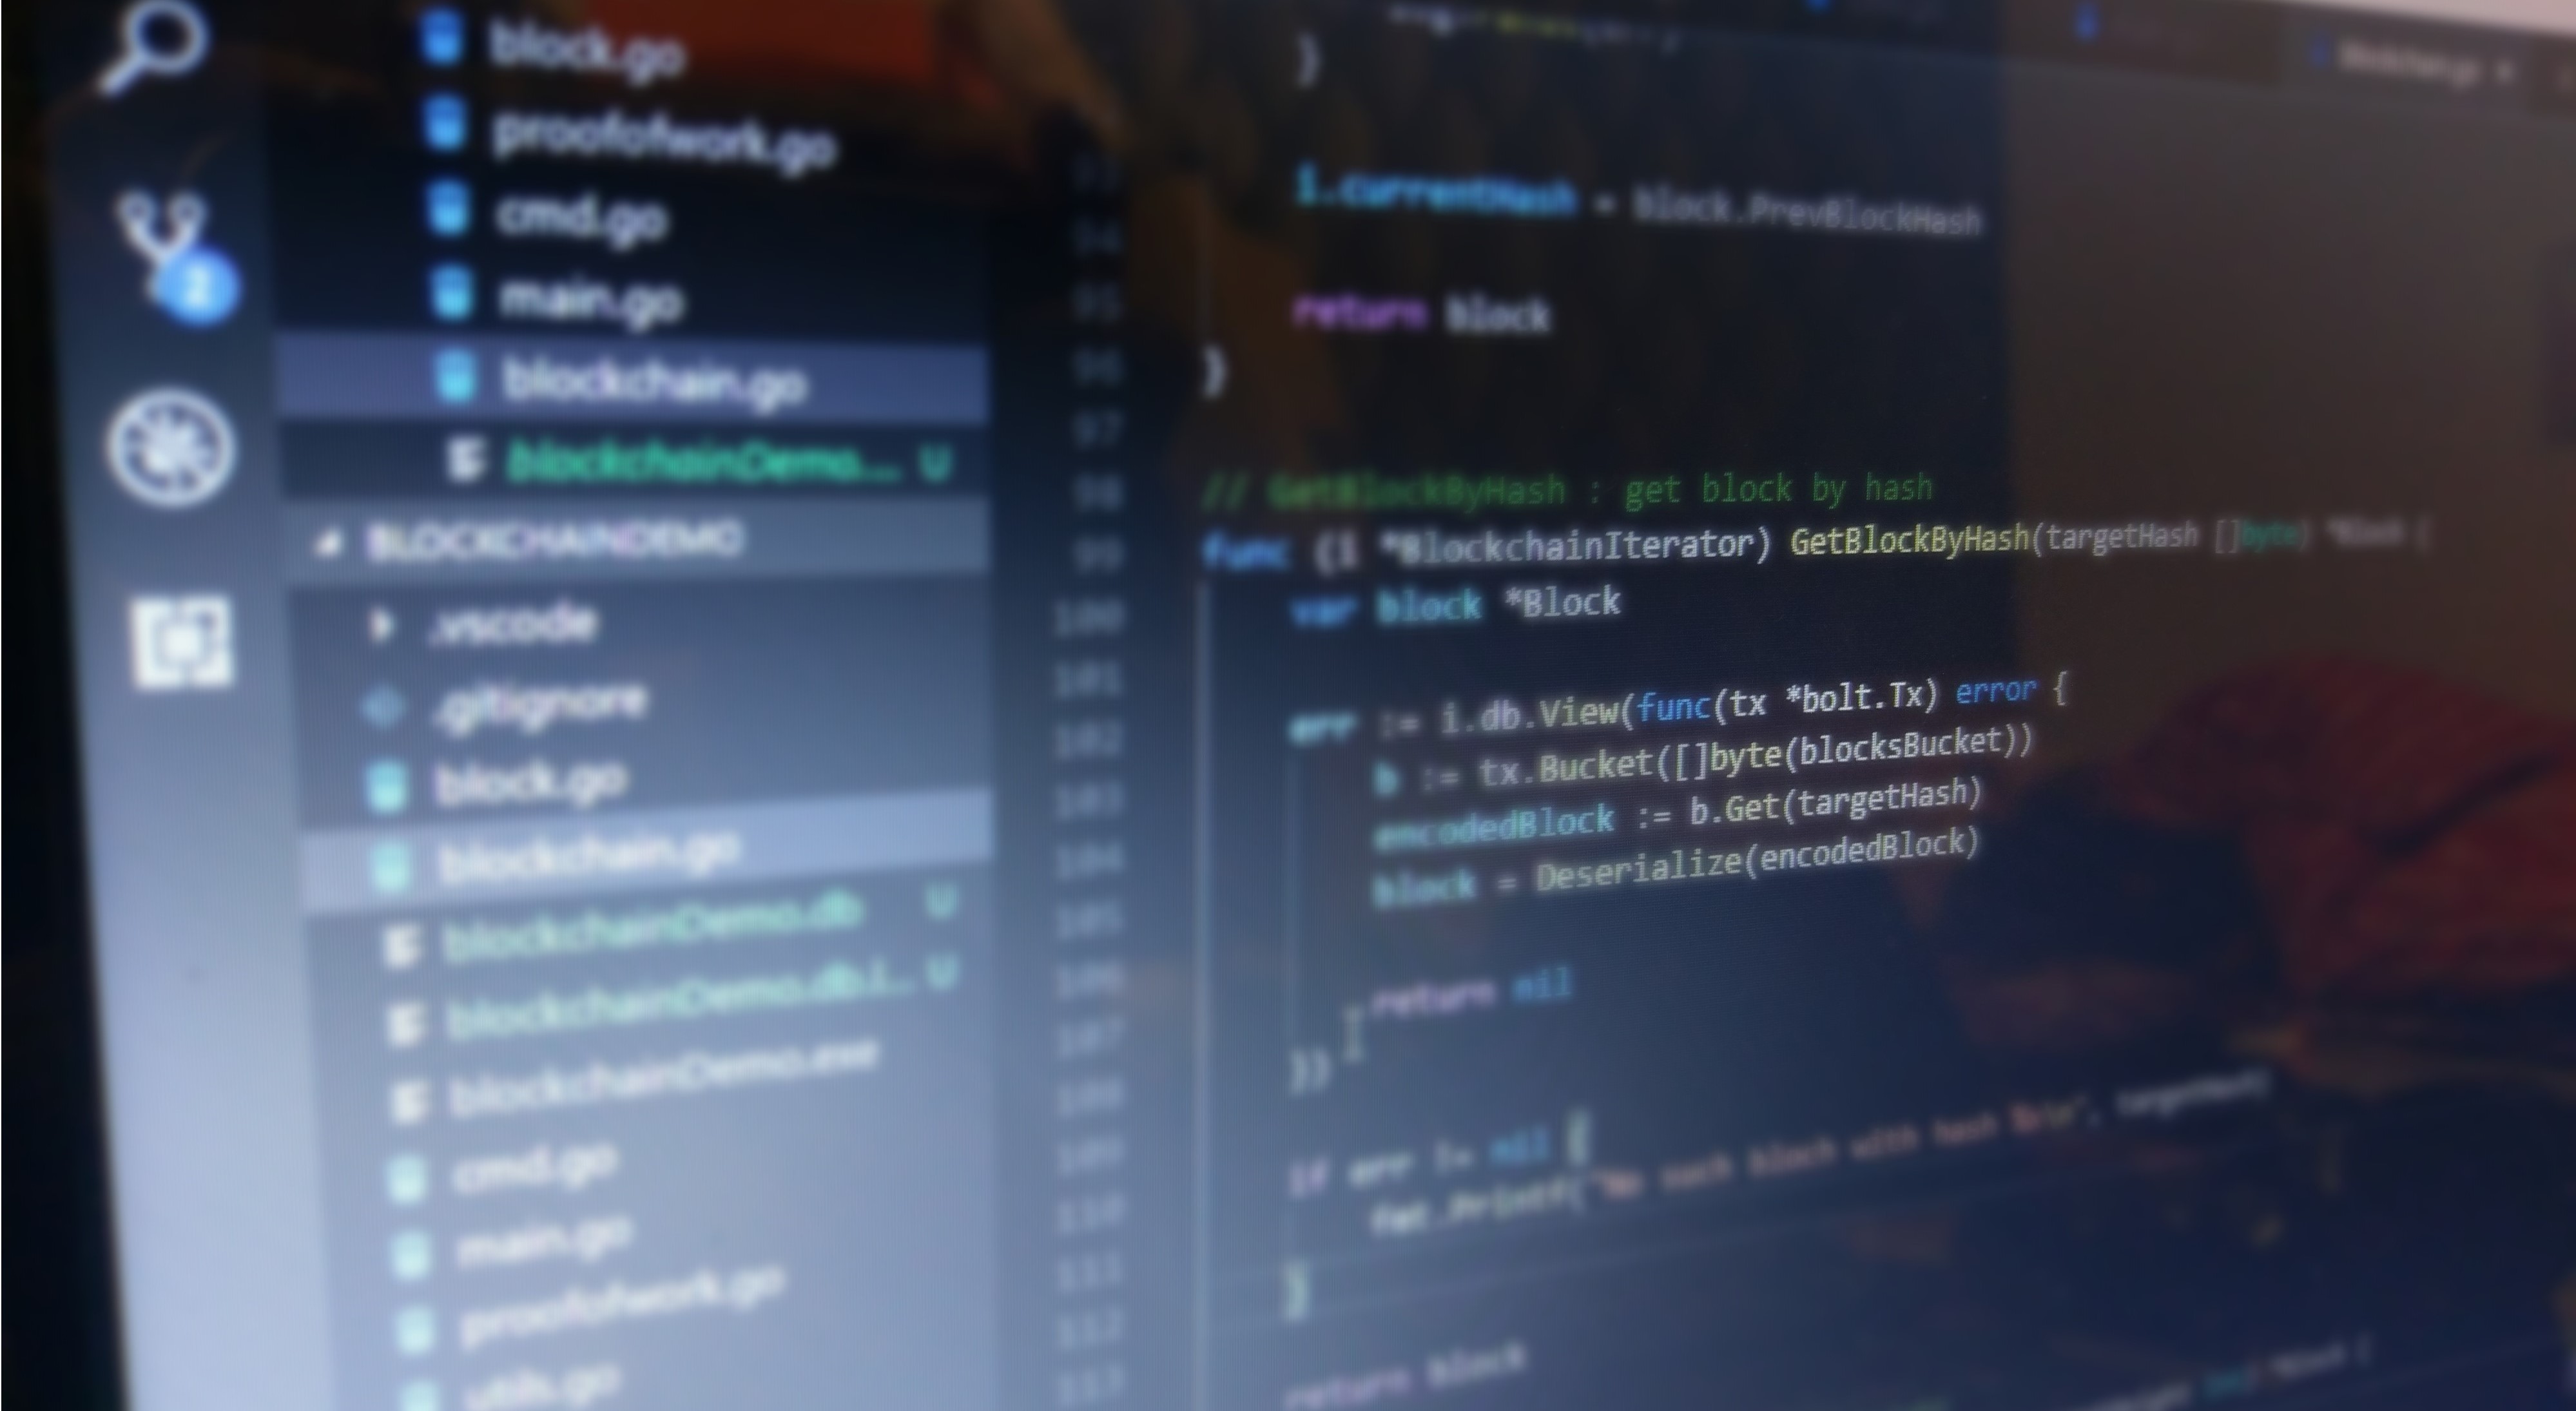 block.go
proofofwork.go
cmd.go
main.go
blockchain.go
blockchainDemo... U
BLOCKCHAINDEMO
.vscode
.gitignore
block.go
blockchain.go
blockchainDemo.db U
blockchainDemo.db.l... U
blockchainDemo.exe
cmd.go
main.go
proofofwork.go
utils.go
2
blockchain.go
}
94 i.currentHash = block.PrevBlockHash
95 return block
96 }
97
98 // GetBlockByHash : get block by hash
99 func (i *BlockchainIterator) GetBlockByHash(targetHash []byte) *Block {
100 var block *Block
101
102 err := i.db.View(func(tx *bolt.Tx) error {
103 b := tx.Bucket([]byte(blocksBucket))
104 encodedBlock := b.Get(targetHash)
105 block = Deserialize(encodedBlock)
106
107 return nil
108 })
109 if err != nil {
110 fmt.Printf("No such block with hash %x\n", targetHash)
111 }
112
113 return block